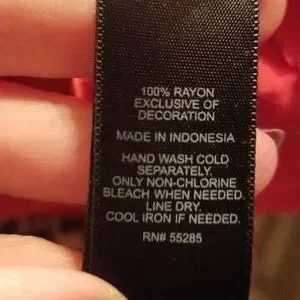 100% RAYON
EXCLUSIVE OF
DECORATION
MADE IN INDONESIA
HAND WASH COLD
SEPARATELY.
ONLY NON-CHLORINE
BLEACH WHEN NEEDED.
LINE DRY.
COOL IRON IF NEEDED.
RN# 55285